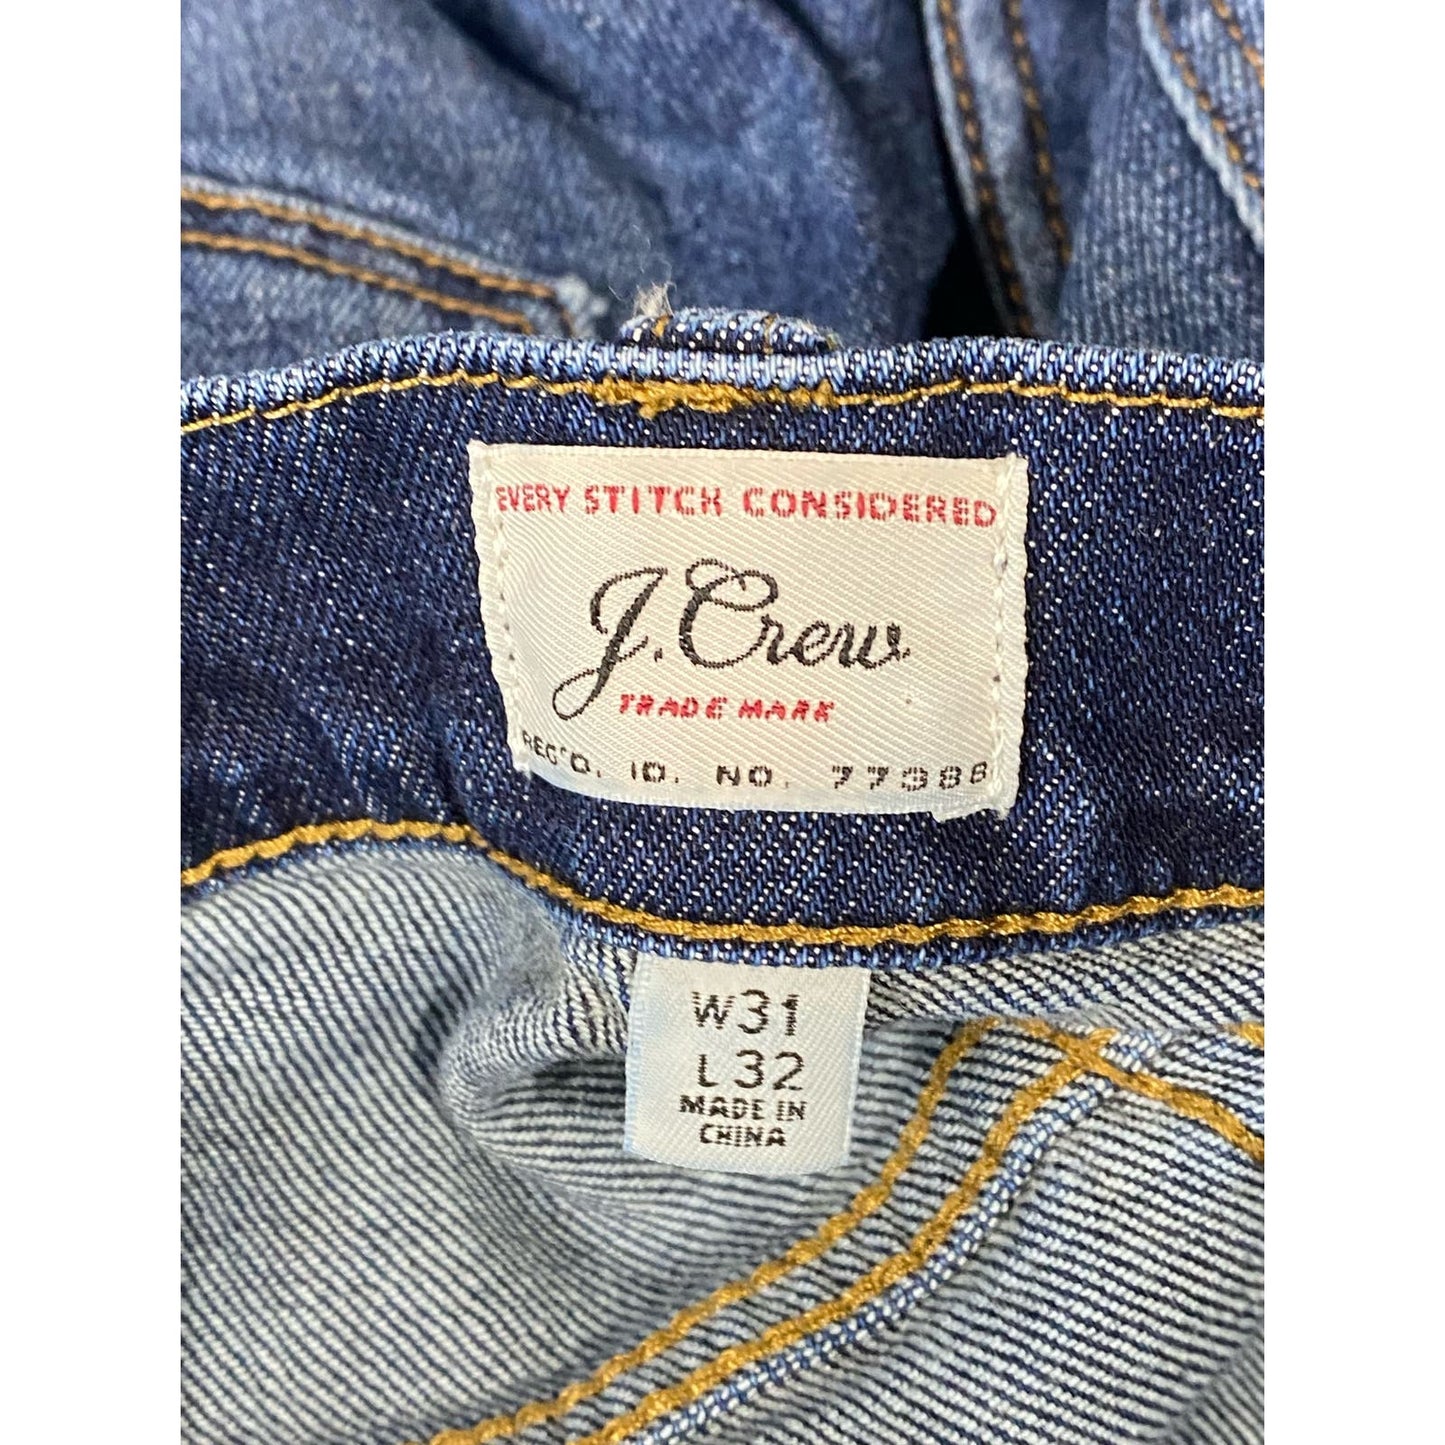 EVERY STITCH CONSIDERED
J.Crew
TRADE MARK
REG'D. ID. NO. 77388
W31
L32
MADE IN
CHINA